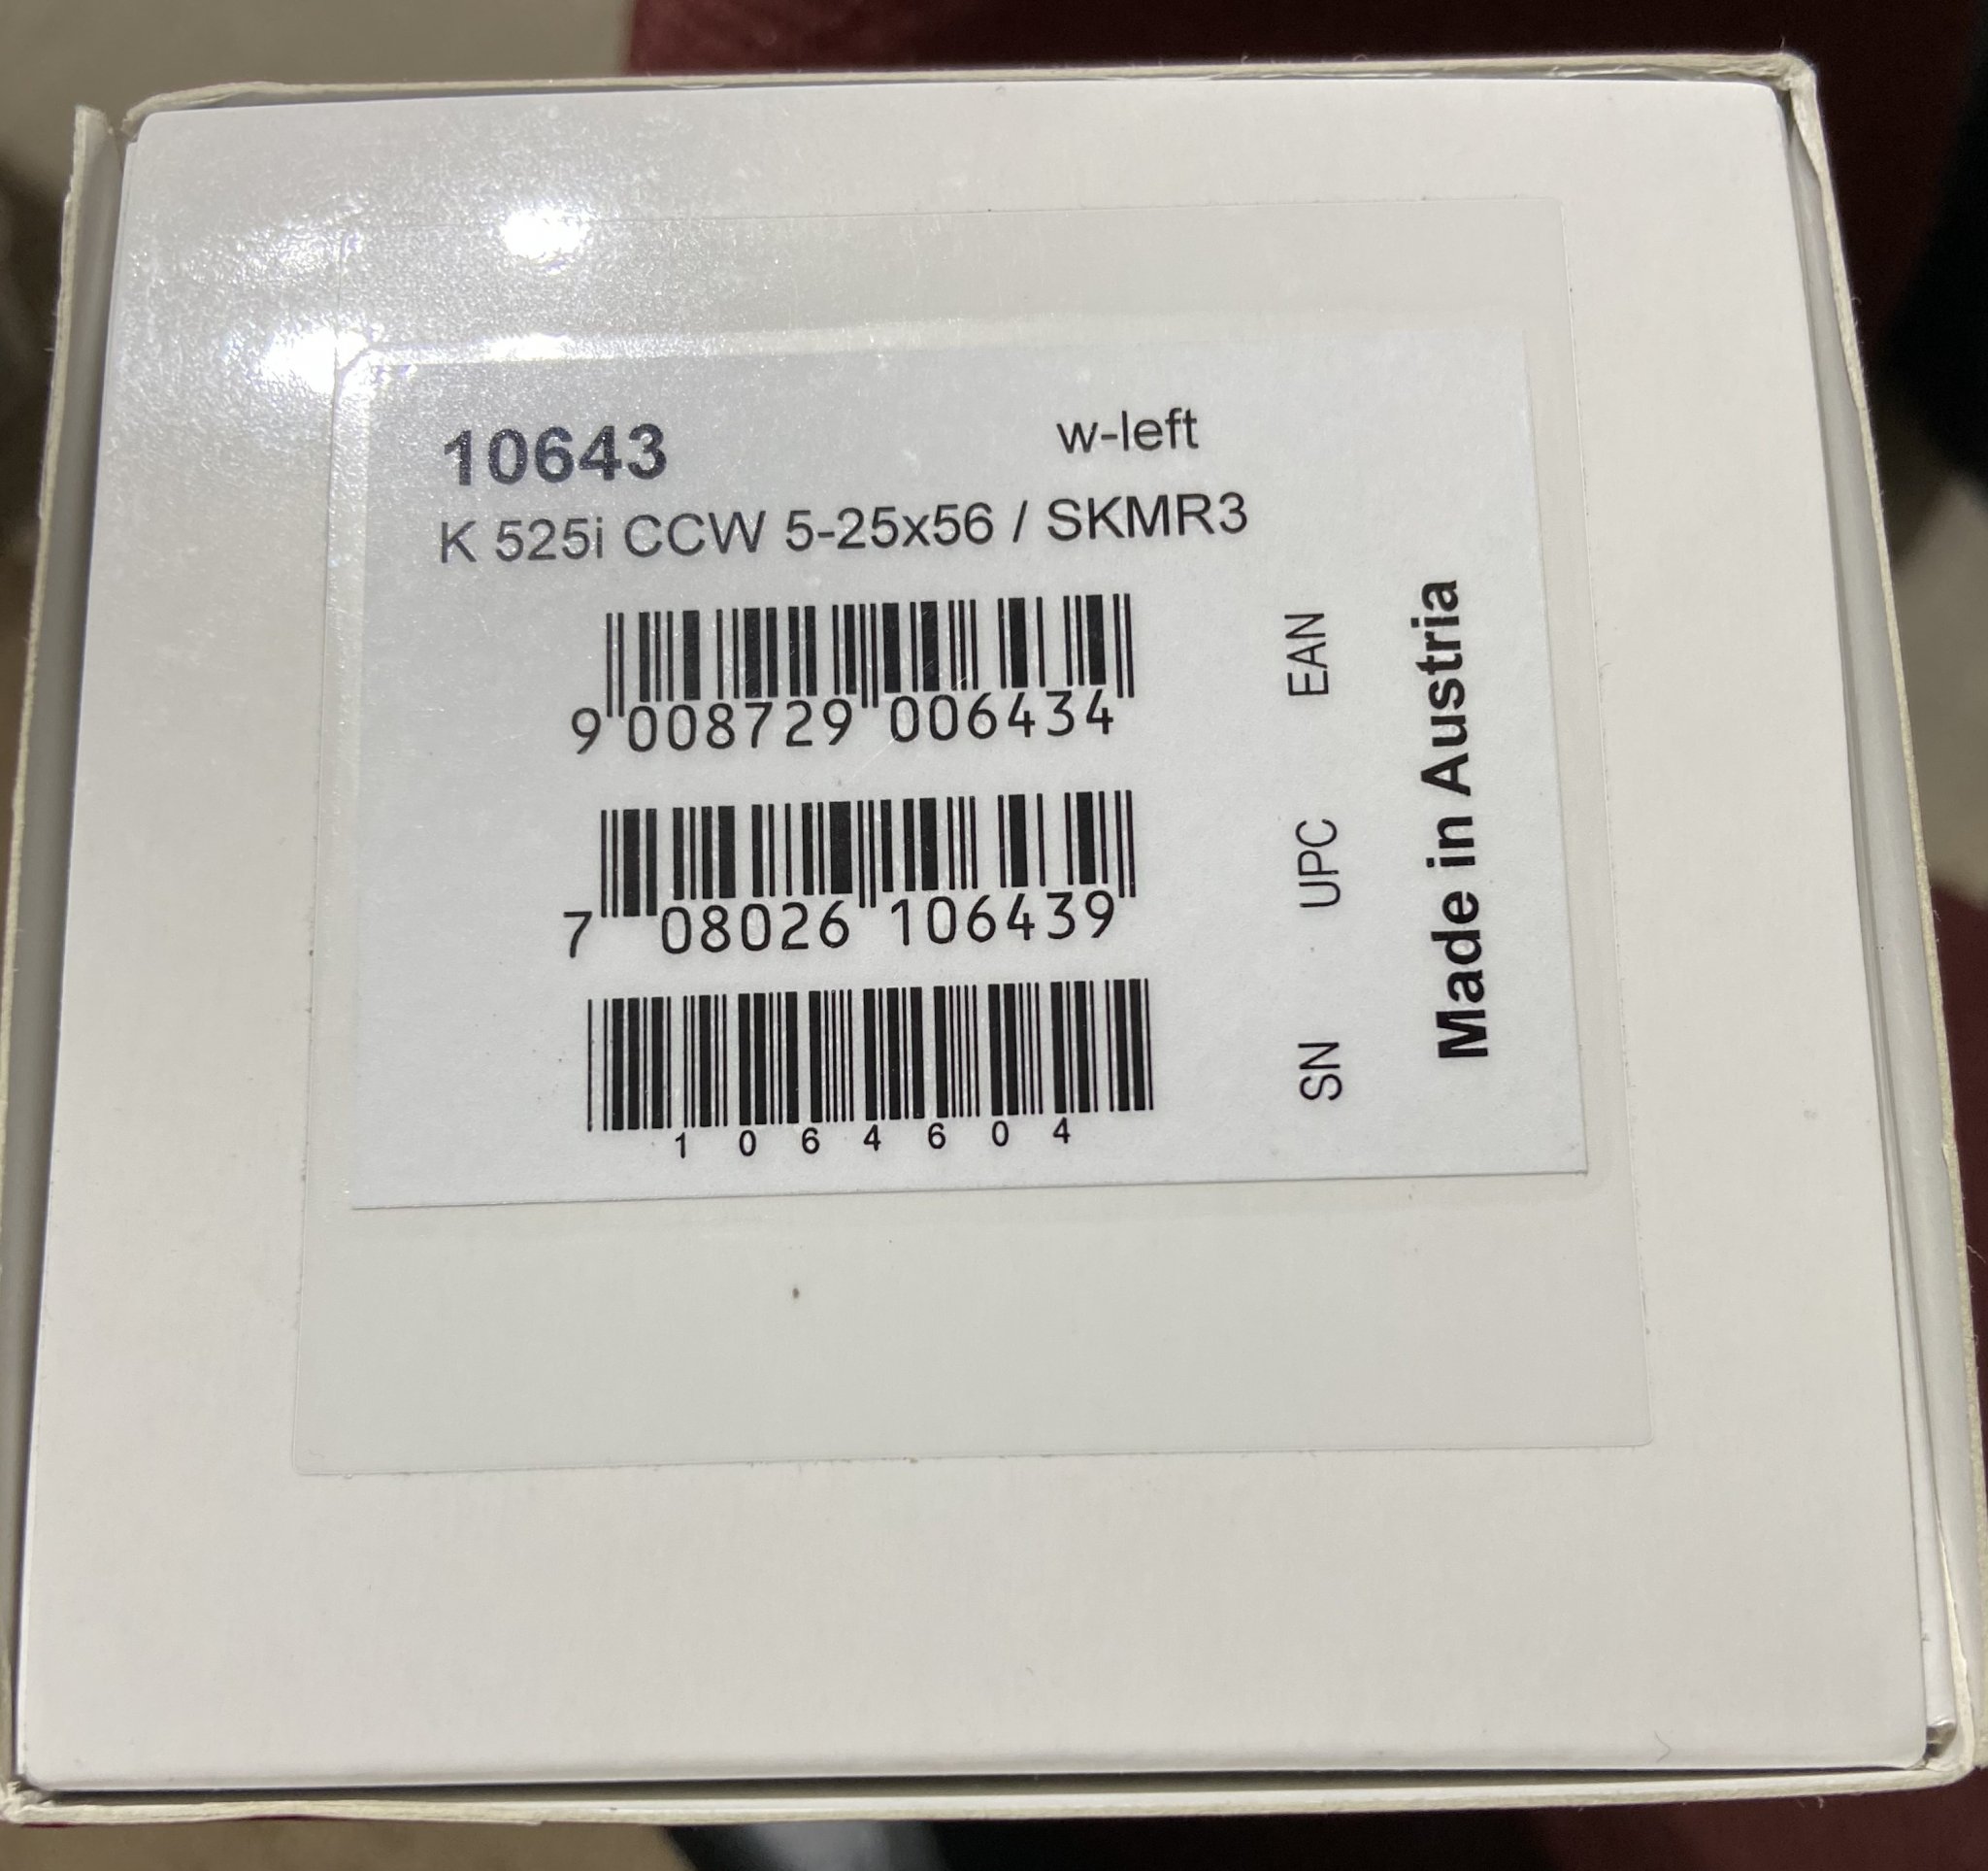 10643 w-left
K 525i CCW 5-25x56 / SKMR3
9 008729 006434 EAN
7 08026 106439 UPC
1064604 SN
Made in Austria